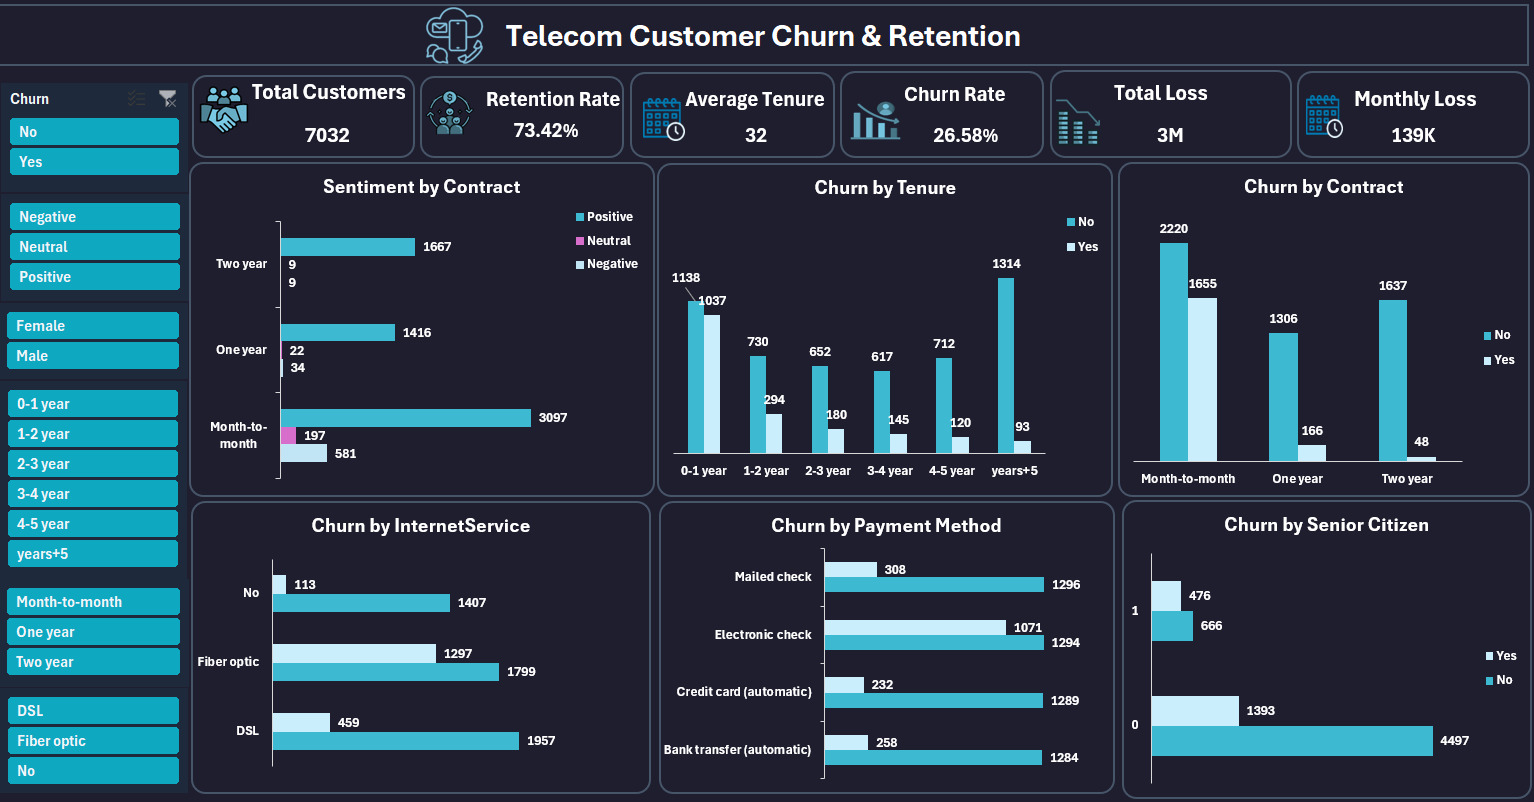 Telecom Customer Churn & Retention
Churn
No
Yes
Negative
Neutral
Positive
Female
Male
0-1 year
1-2 year
2-3 year
3-4 year
4-5 year
years+5
Month-to-month
One year
Two year
DSL
Fiber optic
No
Total Customers
7032
Retention Rate
73.42%
Average Tenure
32
Churn Rate
26.58%
Total Loss
3M
Monthly Loss
139K
Sentiment by Contract
Positive
Neutral
Negative
Two year
1667
9
9
One year
1416
22
34
Month-to-
month
3097
197
581
Churn by Tenure
No
Yes
1138
1037
730
294
652
180
617
145
712
120
1314
93
0-1 year
1-2 year
2-3 year
3-4 year
4-5 year
years+5
Churn by Contract
2220
1655
1306
166
1637
48
No
Yes
Month-to-month
One year
Two year
Churn by InternetService
No
113
1407
Fiber optic
1297
1799
DSL
459
1957
Churn by Payment Method
Mailed check
308
1296
Electronic check
1071
1294
Credit card (automatic)
232
1289
Bank transfer (automatic)
258
1284
Churn by Senior Citizen
1
476
666
0
1393
4497
Yes
No